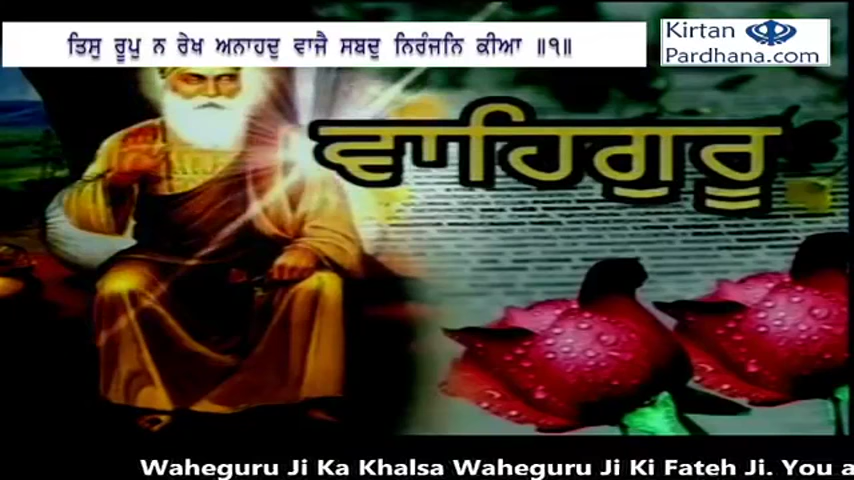 ਤਿਸੁ ਰੂਪੁ ਨ ਰੇਖ ਅਨਾਹਦੁ ਵਾਜੈ ਸਬਦੁ ਨਿਰੰਜਨਿ ਕੀਆ ॥੧॥
Kirtan
Pardhana.com
ਵਾਹਿਗੁਰੂ
Waheguru Ji Ka Khalsa Waheguru Ji Ki Fateh Ji. You a